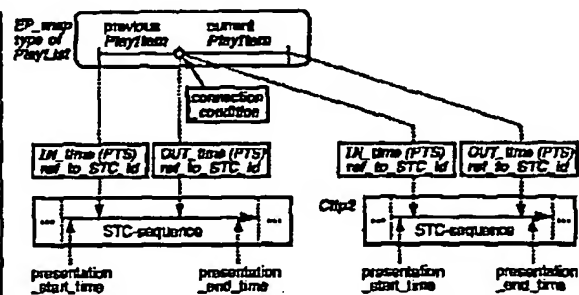 EP_map
type of
PlayList
previous
PlayItem
current
PlayItem
connection
condition
IN_time (PTS)
ref_to_STC_id
OUT_time (PTS)
ref_to_STC_id
IN_time (PTS)
ref_to_STC_id
OUT_time (PTS)
ref_to_STC_id
... STC-sequence ...
Clip2
... STC-sequence ...
presentation
_start_time
presentation
_end_time
presentation
_start_time
presentation
_end_time